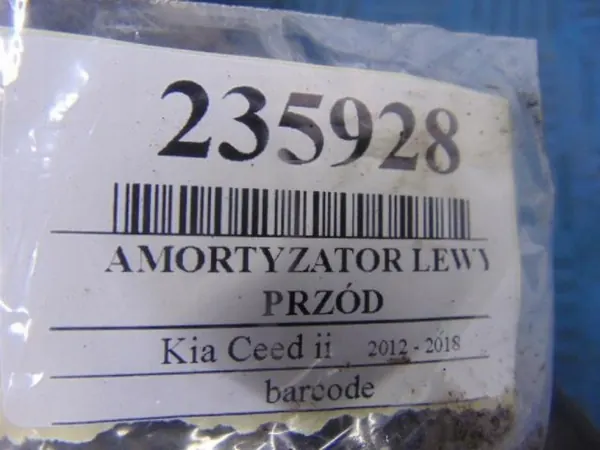 235928
AMORTYZATOR LEWY
PRZÓD
Kia Ceed ii 2012 - 2018
barcode